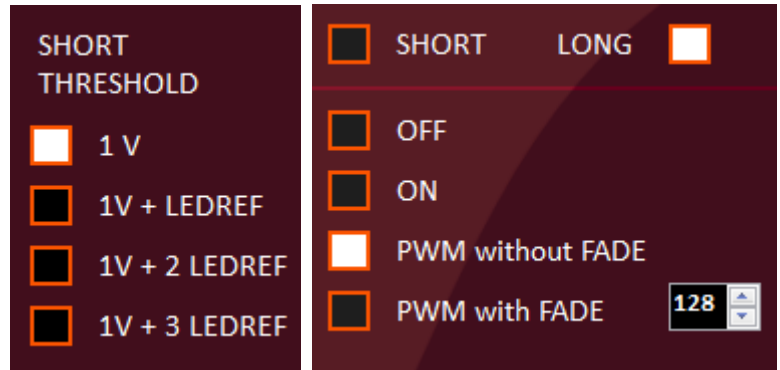 SHORT
THRESHOLD
1 V
1V + LEDREF
1V + 2 LEDREF
1V + 3 LEDREF
SHORT LONG
OFF
ON
PWM without FADE
PWM with FADE 128